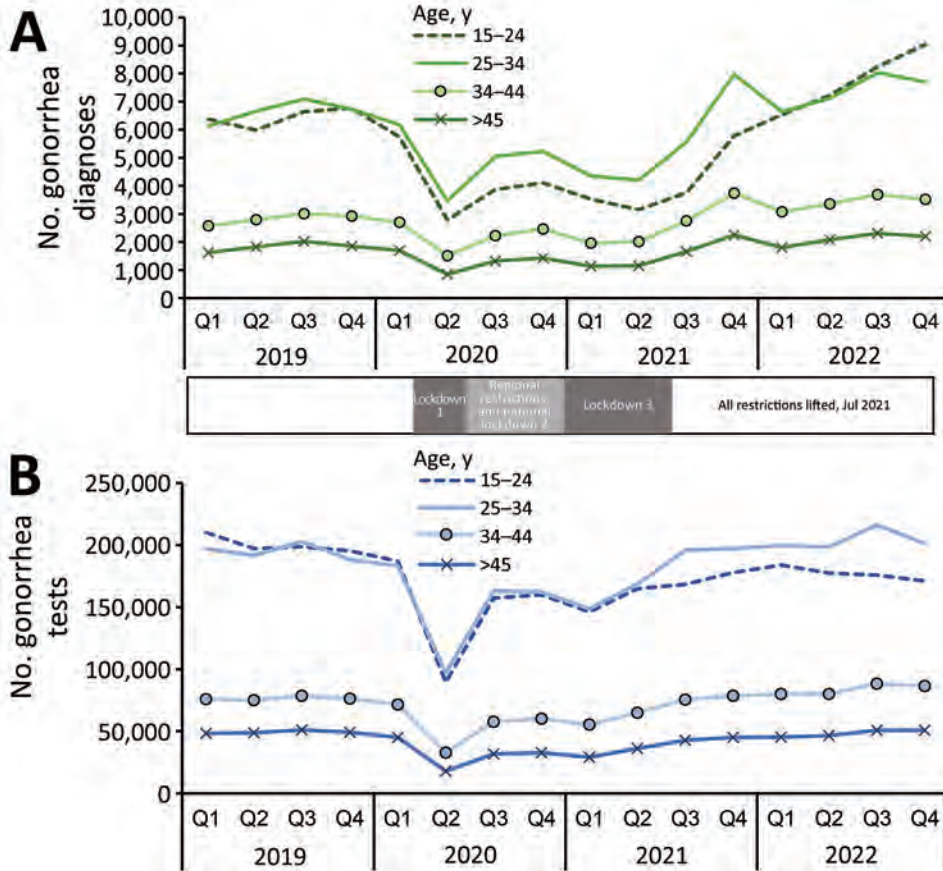 A
Age, y
15–24
25–34
34–44
>45
No. gonorrhea
diagnoses
10,000
9,000
8,000
7,000
6,000
5,000
4,000
3,000
2,000
1,000
0
Q1 Q2 Q3 Q4 Q1 Q2 Q3 Q4 Q1 Q2 Q3 Q4 Q1 Q2 Q3 Q4
2019 2020 2021 2022
Lockdown
1
Regional
restrictions
and national
lockdown 2
Lockdown 3,
All restrictions lifted, Jul 2021
B
Age, y
15–24
25–34
34–44
>45
No. gonorrhea
tests
250,000
200,000
150,000
100,000
50,000
0
Q1 Q2 Q3 Q4 Q1 Q2 Q3 Q4 Q1 Q2 Q3 Q4 Q1 Q2 Q3 Q4
2019 2020 2021 2022